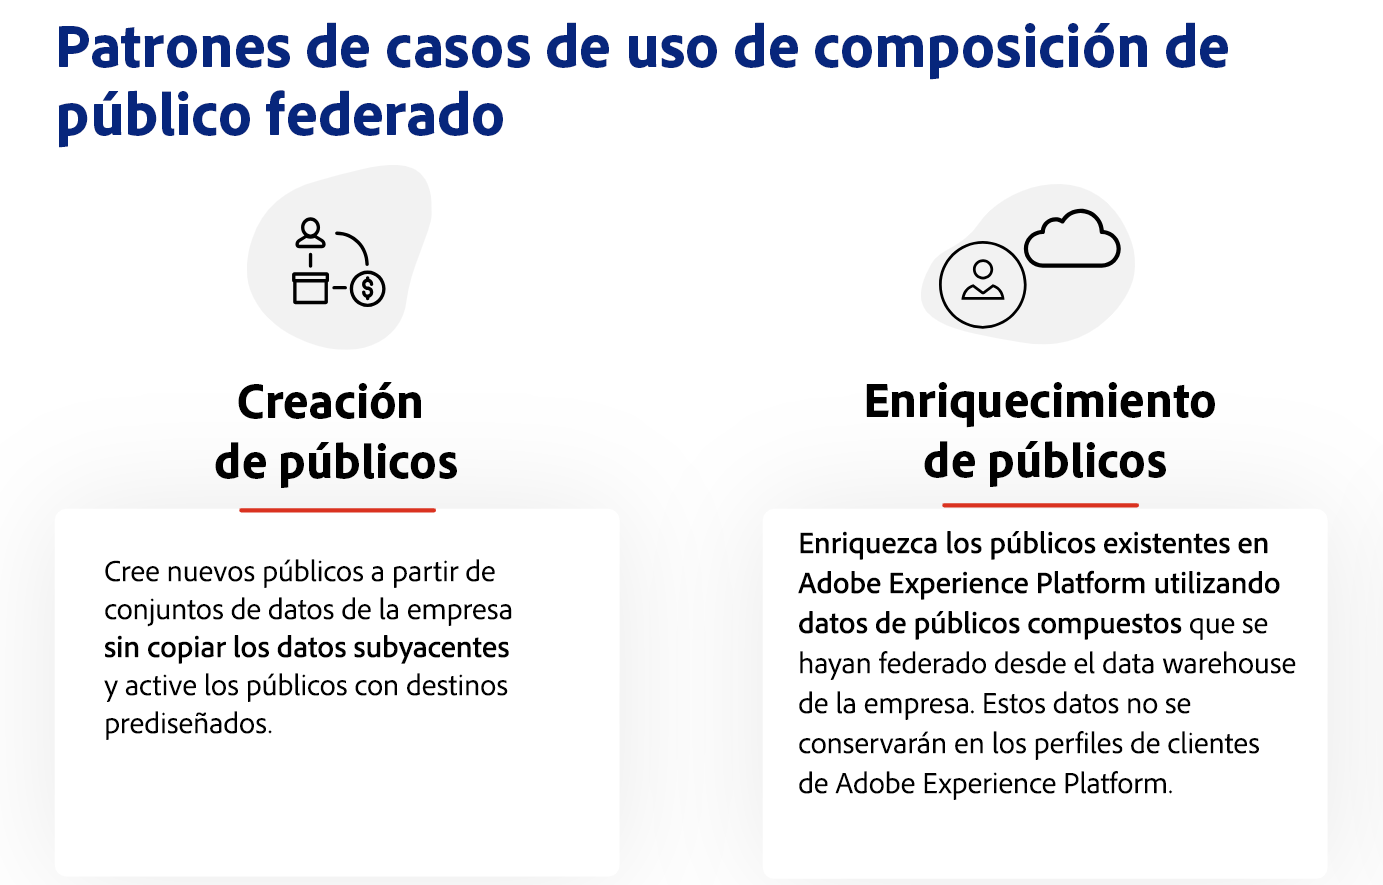 Patrones de casos de uso de composición de
público federado
$
Creación
de públicos
Cree nuevos públicos a partir de
conjuntos de datos de la empresa
sin copiar los datos subyacentes
y active los públicos con destinos
prediseñados.
Enriquecimiento
de públicos
Enriquezca los públicos existentes en
Adobe Experience Platform utilizando
datos de públicos compuestos que se
hayan federado desde el data warehouse
de la empresa. Estos datos no se
conservarán en los perfiles de clientes
de Adobe Experience Platform.